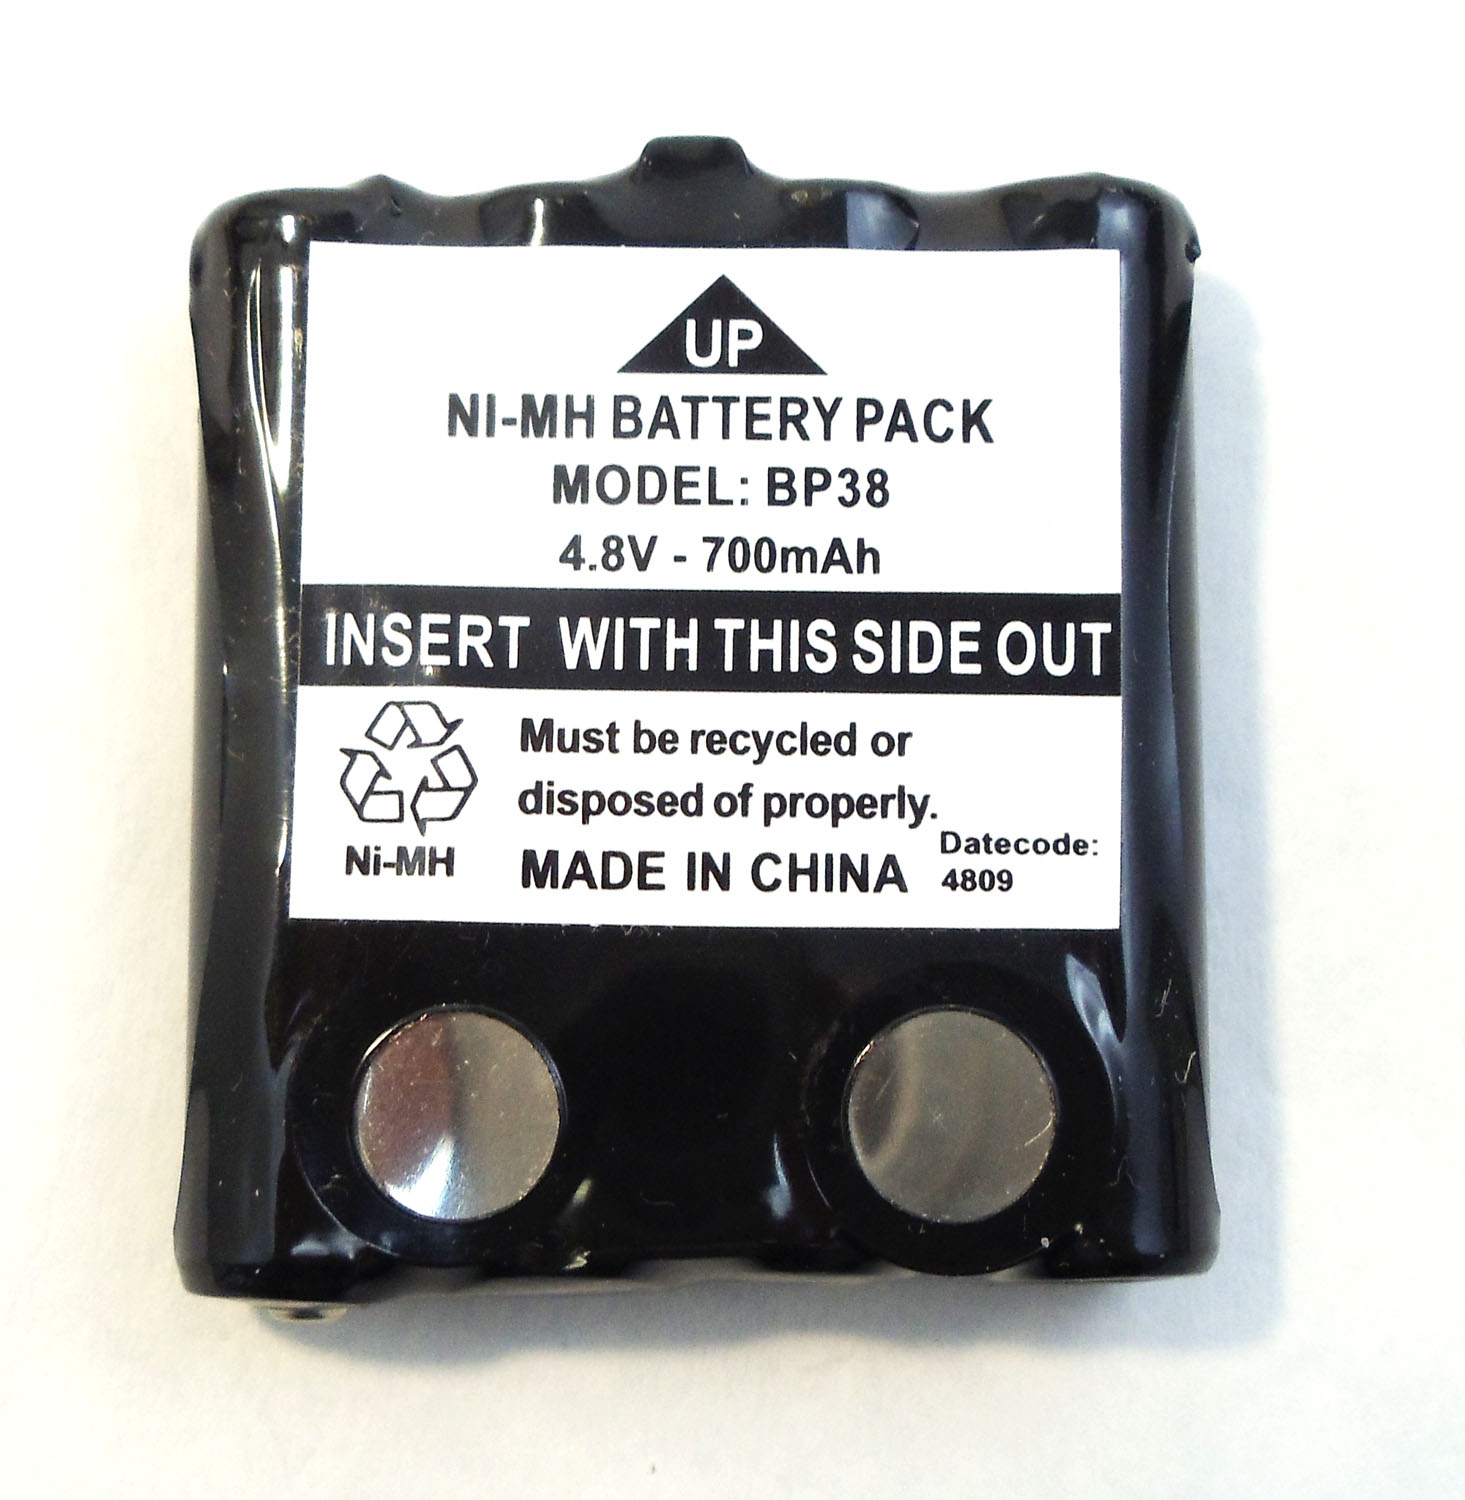 UP
NI-MH BATTERY PACK
MODEL: BP38
4.8V - 700mAh
INSERT WITH THIS SIDE OUT
Must be recycled or
disposed of properly.
Ni-MH
MADE IN CHINA
Datecode:
4809